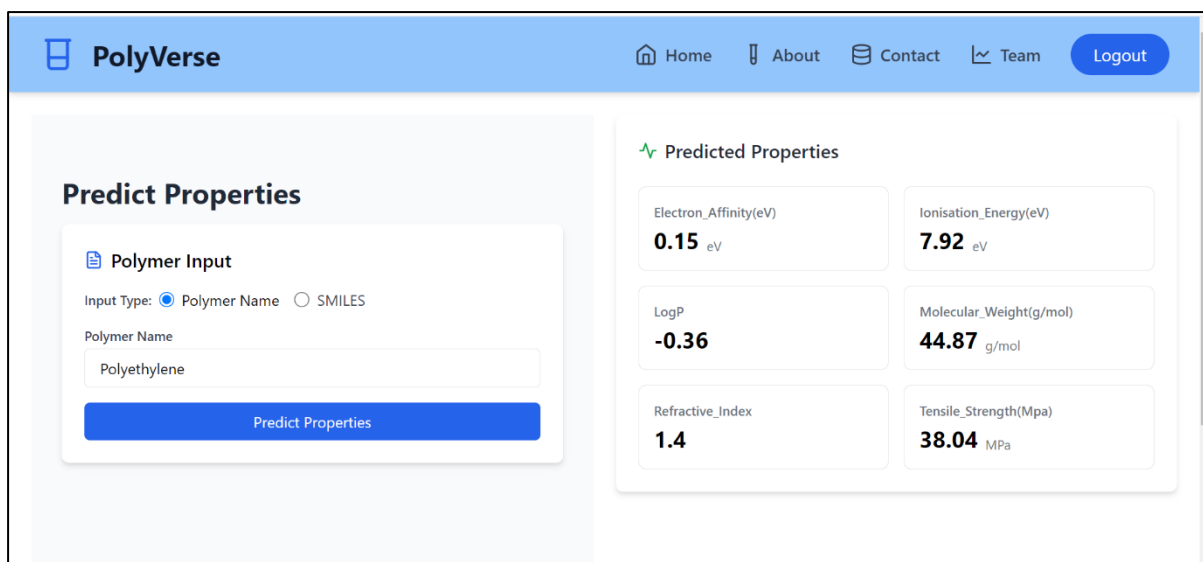 PolyVerse
Home About Contact Team Logout
Predict Properties
Polymer Input
Input Type: Polymer Name SMILES
Polymer Name
Polyethylene
Predict Properties
Predicted Properties
Electron_Affinity(eV)
0.15 eV
Ionisation_Energy(eV)
7.92 eV
LogP
-0.36
Molecular_Weight(g/mol)
44.87 g/mol
Refractive_Index
1.4
Tensile_Strength(Mpa)
38.04 MPa